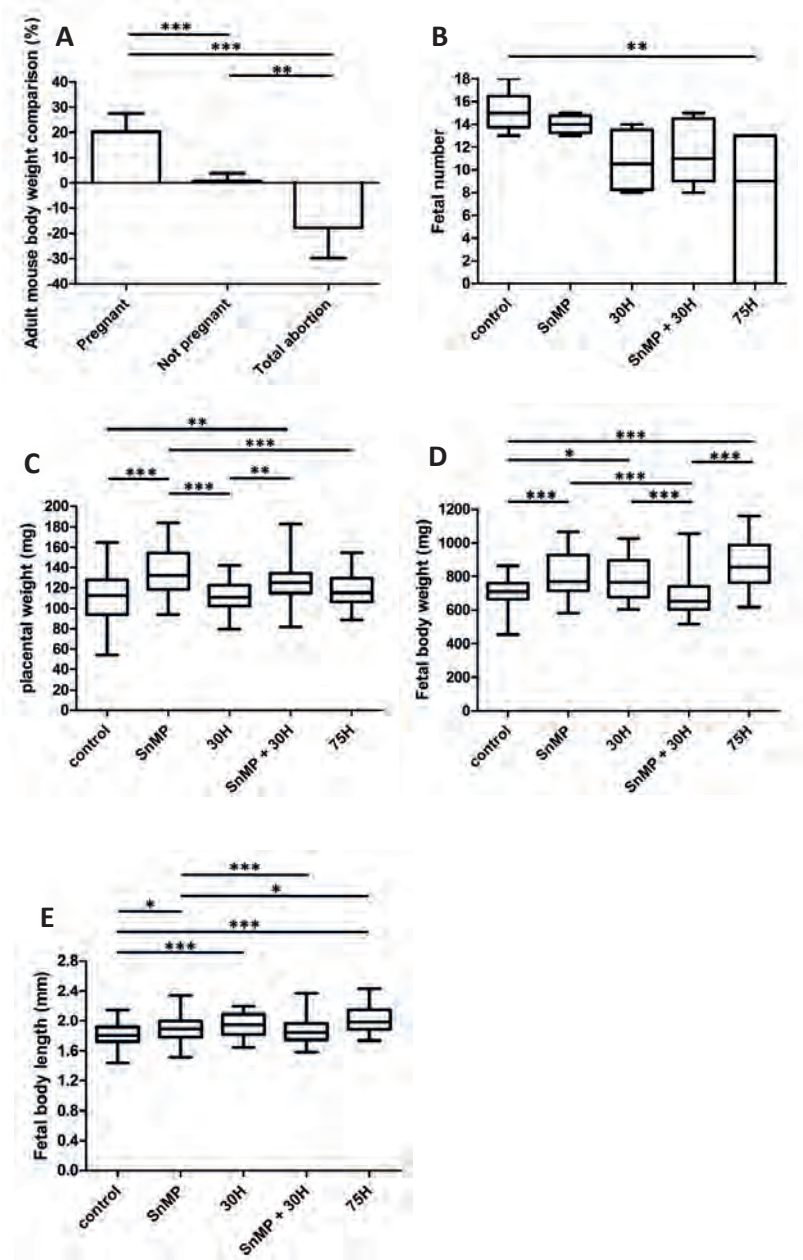 A
***
***
**
Adult mouse body weight comparison (%)
40
30
20
10
0
-10
-20
-30
-40
Pregnant
Not pregnant
Total abortion
B
**
Fetal number
18
16
14
12
10
8
6
4
2
0
control
SnMP
30H
SnMP + 30H
75H
C
**
***
***
**
***
placental weight (mg)
200
180
160
140
120
100
80
60
40
20
0
control
SnMP
30H
SnMP + 30H
75H
D
***
*
***
***
***
***
Fetal body weight (mg)
1200
1000
800
600
400
200
0
control
SnMP
30H
SnMP + 30H
75H
E
***
*
*
***
***
Fetal body length (mm)
2.8
2.4
2.0
1.6
1.2
0.8
0.4
0.0
control
SnMP
30H
SnMP + 30H
75H